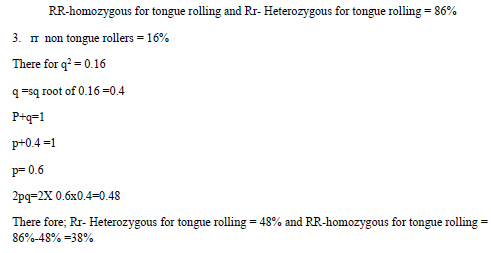 RR-homozygous for tongue rolling and Rr- Heterozygous for tongue rolling = 86%
3. rr non tongue rollers = 16%
There for q² = 0.16
q =sq root of 0.16 =0.4
P+q=1
p+0.4 =1
p= 0.6
2pq=2X 0.6x0.4=0.48
There fore; Rr- Heterozygous for tongue rolling = 48% and RR-homozygous for tongue rolling =
86%-48% =38%